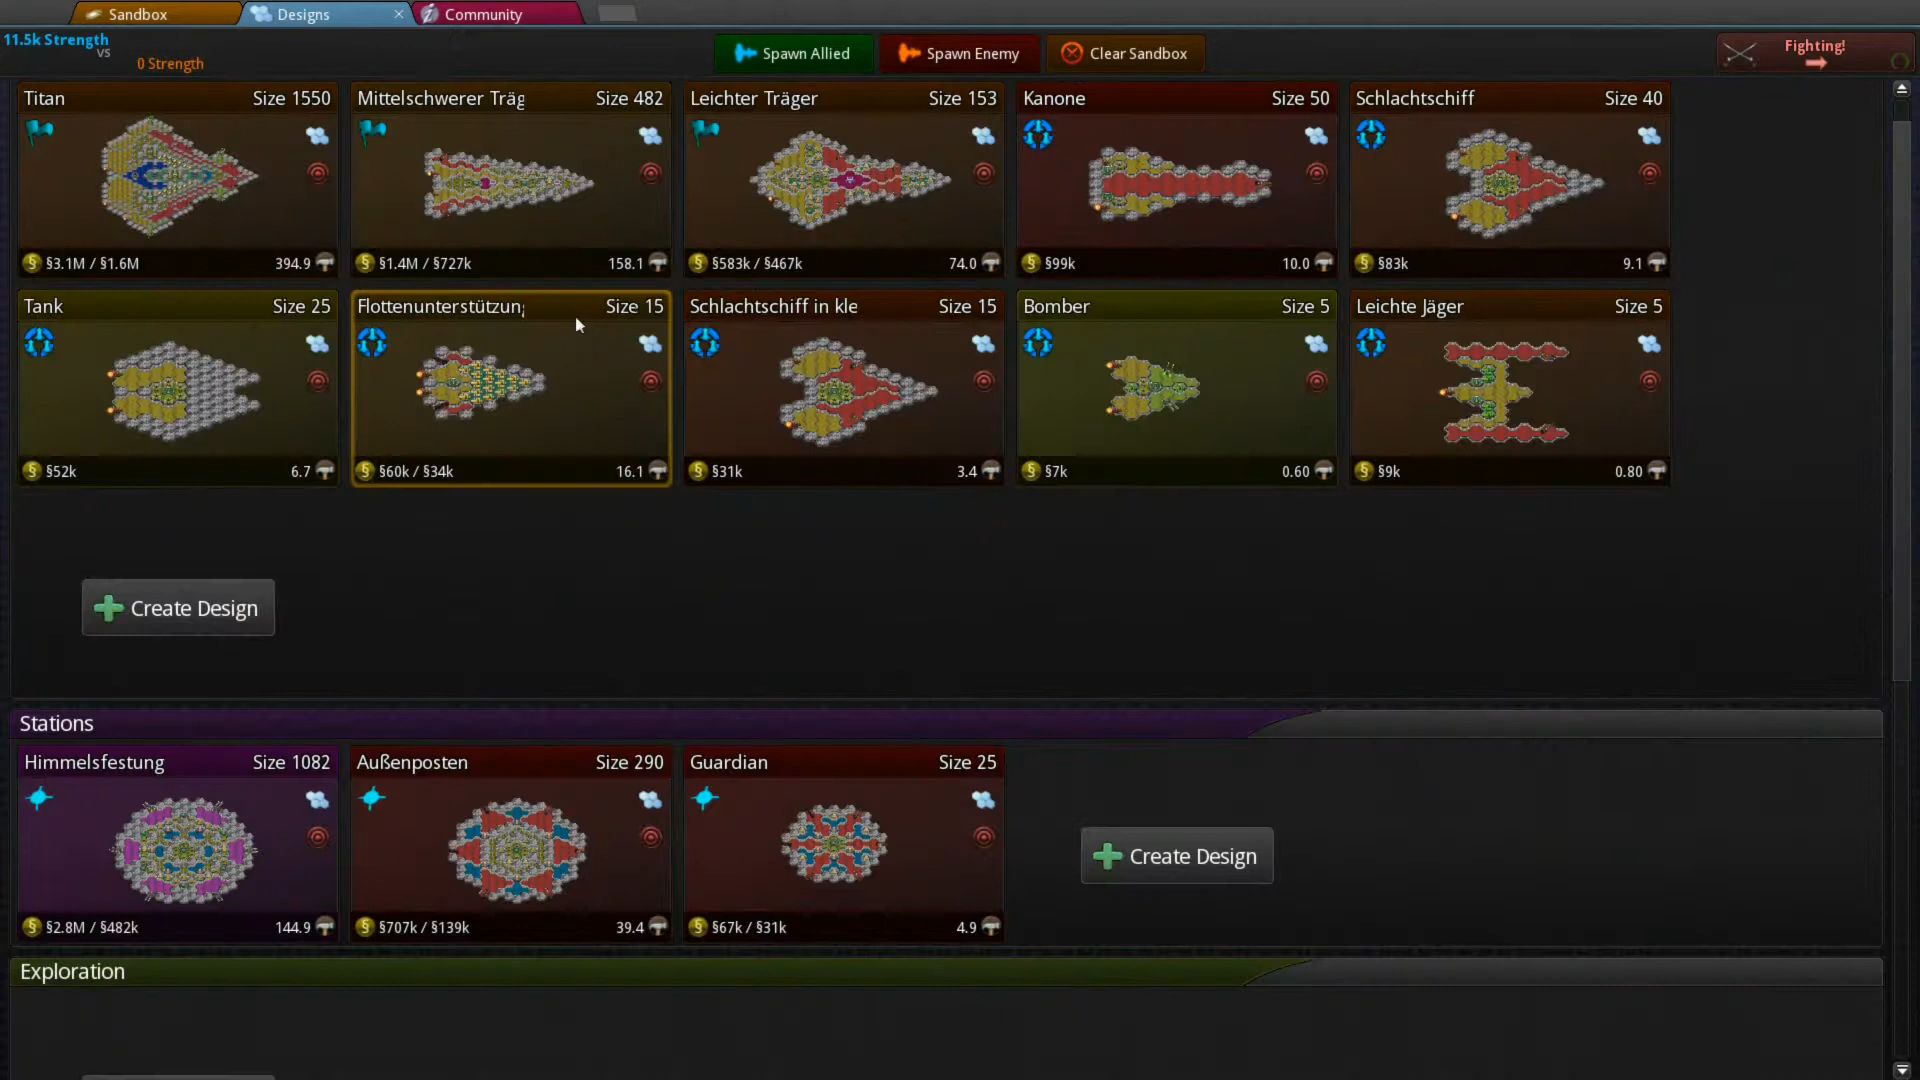 Sandbox
Designs
Community
11.5k Strength
vs
0 Strength
Spawn Allied
Spawn Enemy
Clear Sandbox
Fighting!
Titan Size 1550
Mittelschwerer Träg Size 482
Leichter Träger Size 153
Kanone Size 50
Schlachtschiff Size 40
§3.1M / §1.6M 394.9
§1.4M / §727k 158.1
§583k / §467k 74.0
§99k 10.0
§83k 9.1
Tank Size 25
Flottenunterstützung Size 15
Schlachtschiff in kle Size 15
Bomber Size 5
Leichte Jäger Size 5
§52k 6.7
§60k / §34k 16.1
§31k 3.4
§7k 0.60
§9k 0.80
Create Design
Stations
Himmelsfestung Size 1082
Außenposten Size 290
Guardian Size 25
Create Design
§2.8M / §482k 144.9
§707k / §139k 39.4
§67k / §31k 4.9
Exploration